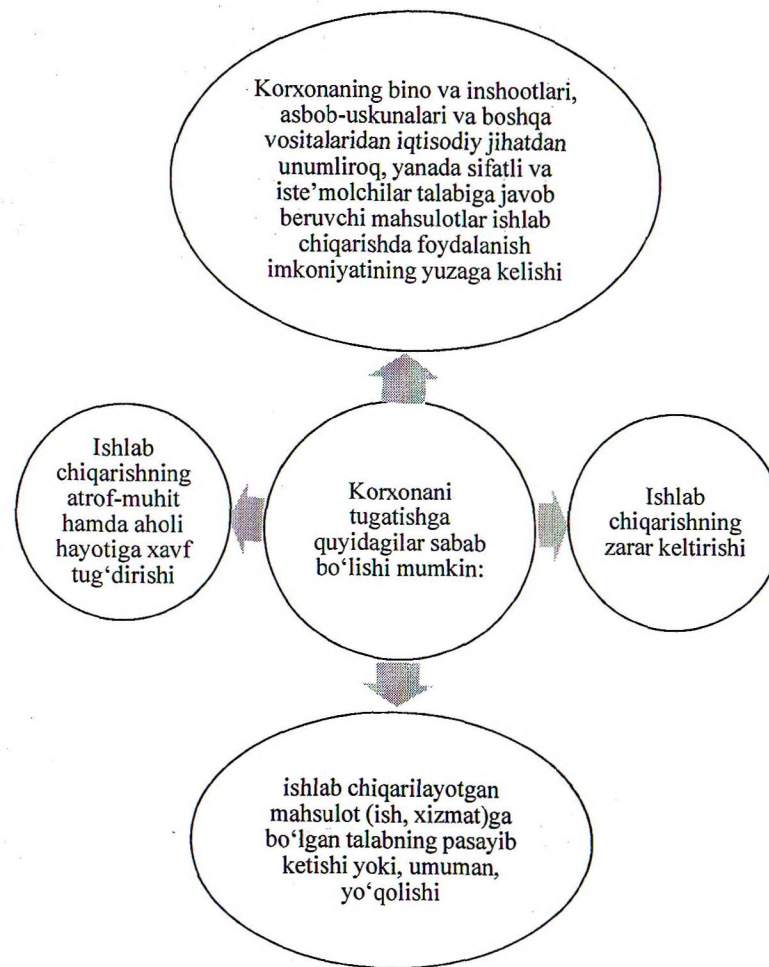 Korxonaning bino va inshootlari,
asbob-uskunalari va boshqa
vositalaridan iqtisodiy jihatdan
unumliroq, yanada sifatli va
iste’molchilar talabiga javob
beruvchi mahsulotlar ishlab
chiqarishda foydalanish
imkoniyatining yuzaga kelishi
Ishlab
chiqarishning
atrof-muhit
hamda aholi
hayotiga xavf
tug‘dirishi
Korxonani
tugatishga
quyidagilar sabab
bo‘lishi mumkin:
Ishlab
chiqarishning
zarar keltirishi
ishlab chiqarilayotgan
mahsulot (ish, xizmat)ga
bo‘lgan talabning pasayib
ketishi yoki, umuman,
yo‘qolishi